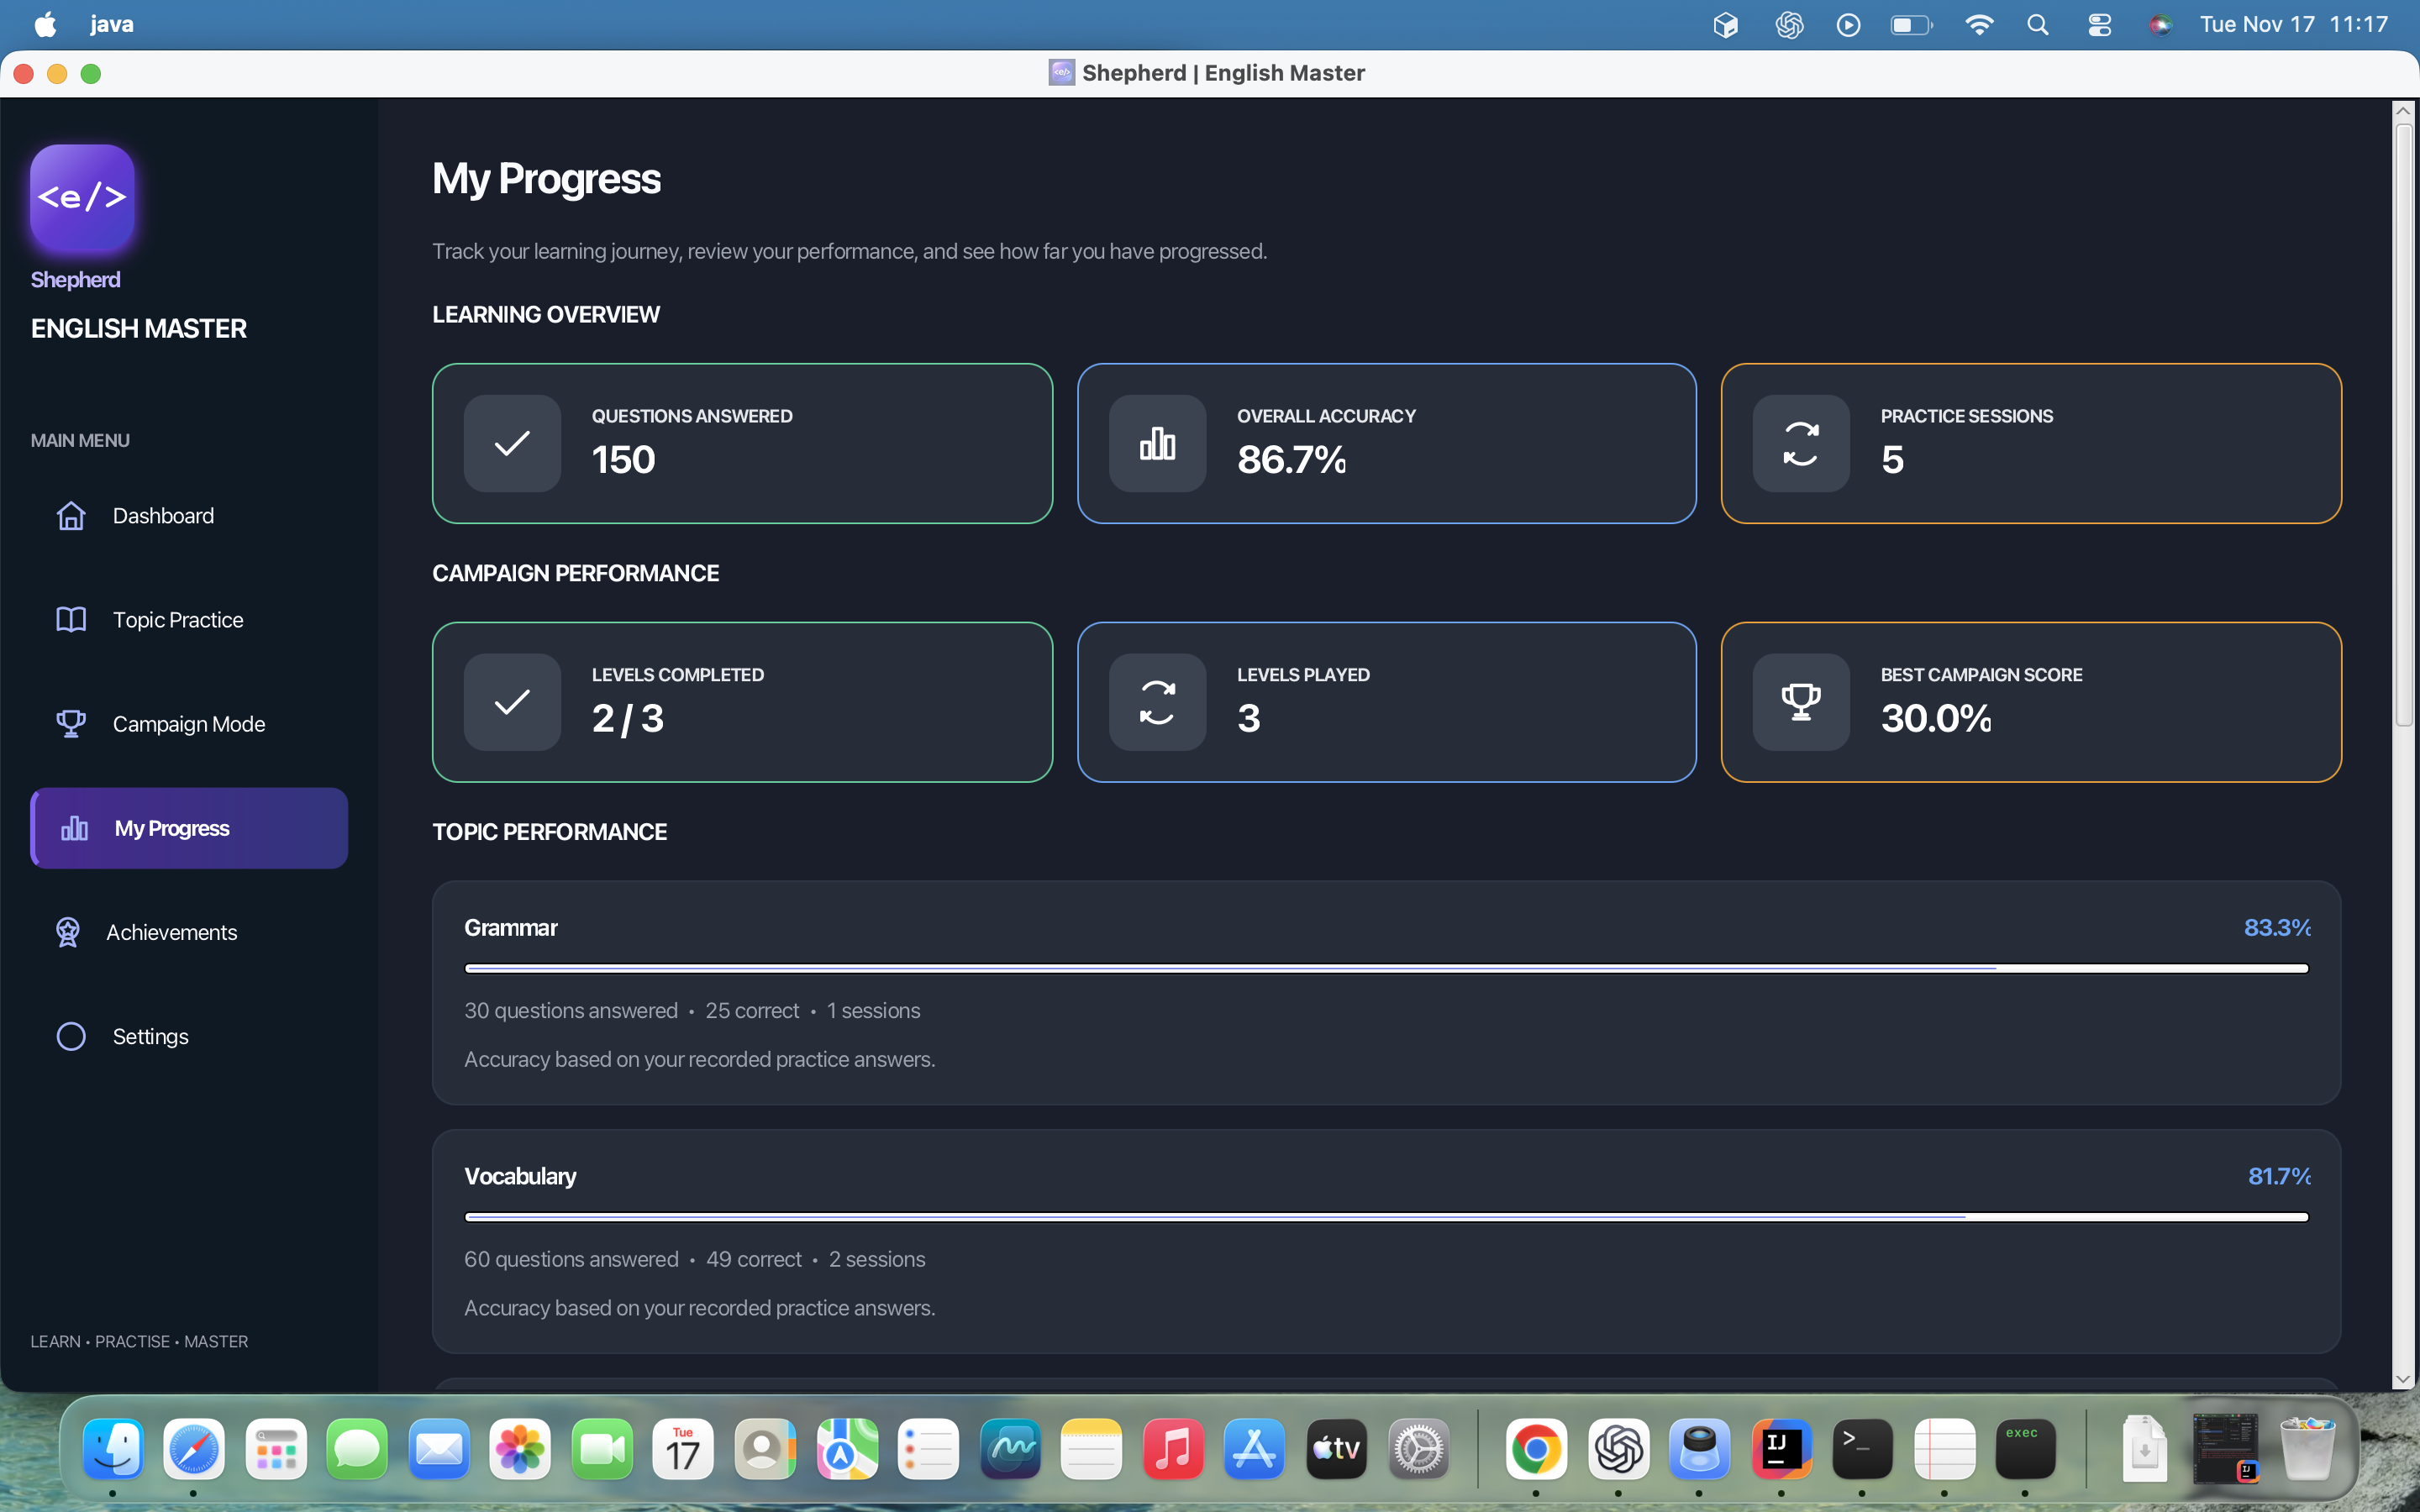 java
Tue Nov 17 11:17
<e/> Shepherd | English Master
<e/>
Shepherd
ENGLISH MASTER
MAIN MENU
Dashboard
Topic Practice
Campaign Mode
My Progress
Achievements
Settings
LEARN • PRACTISE • MASTER
My Progress
Track your learning journey, review your performance, and see how far you have progressed.
LEARNING OVERVIEW
QUESTIONS ANSWERED
150
OVERALL ACCURACY
86.7%
PRACTICE SESSIONS
5
CAMPAIGN PERFORMANCE
LEVELS COMPLETED
2 / 3
LEVELS PLAYED
3
BEST CAMPAIGN SCORE
30.0%
TOPIC PERFORMANCE
Grammar
83.3%
30 questions answered • 25 correct • 1 sessions
Accuracy based on your recorded practice answers.
Vocabulary
81.7%
60 questions answered • 49 correct • 2 sessions
Accuracy based on your recorded practice answers.
Tue
17
tv
IJ
>_
exec
IJ